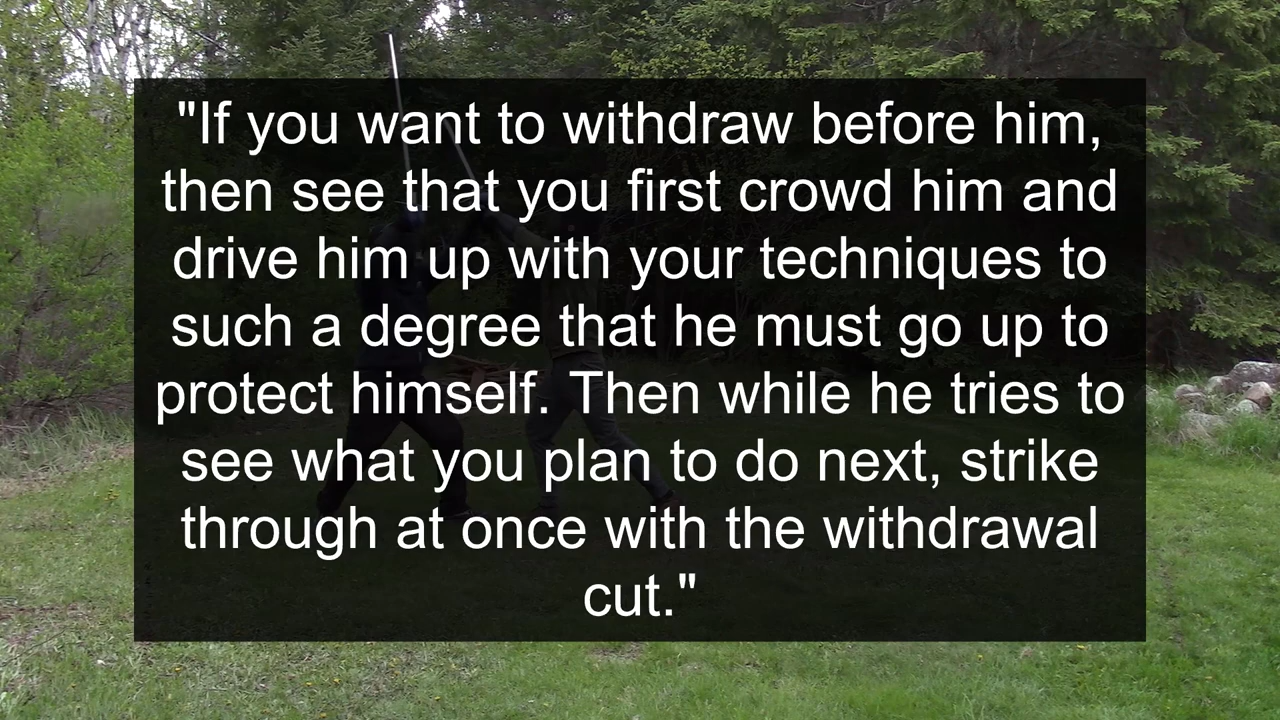 "If you want to withdraw before him,
then see that you first crowd him and
drive him up with your techniques to
such a degree that he must go up to
protect himself. Then while he tries to
see what you plan to do next, strike
through at once with the withdrawal
cut."